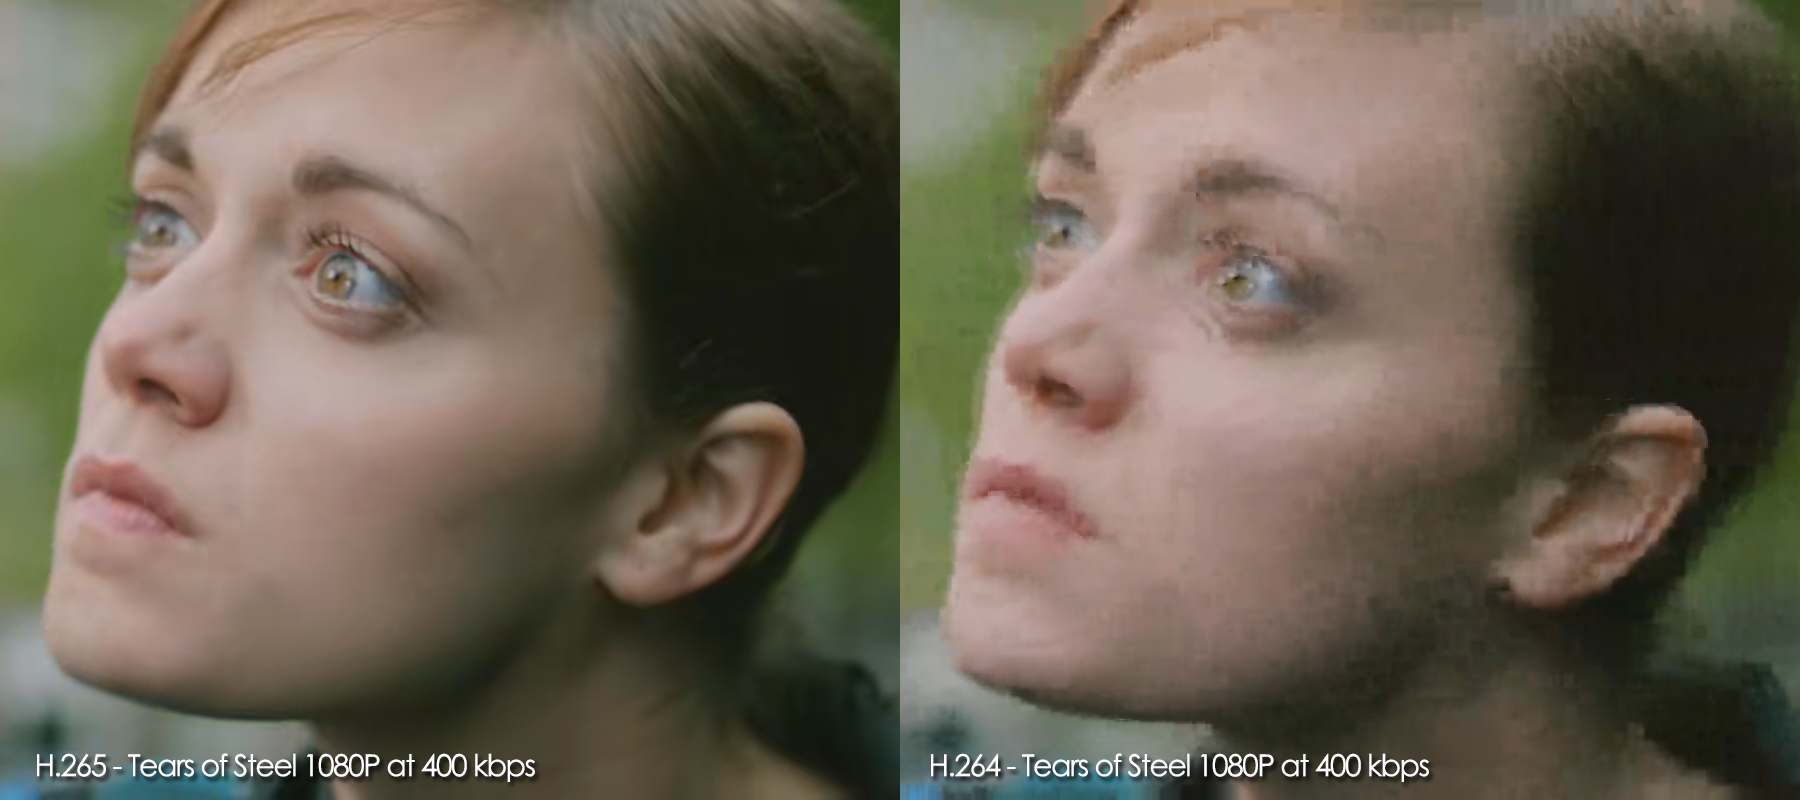 H.265 - Tears of Steel 1080P at 400 kbps
H.264 - Tears of Steel 1080P at 400 kbps